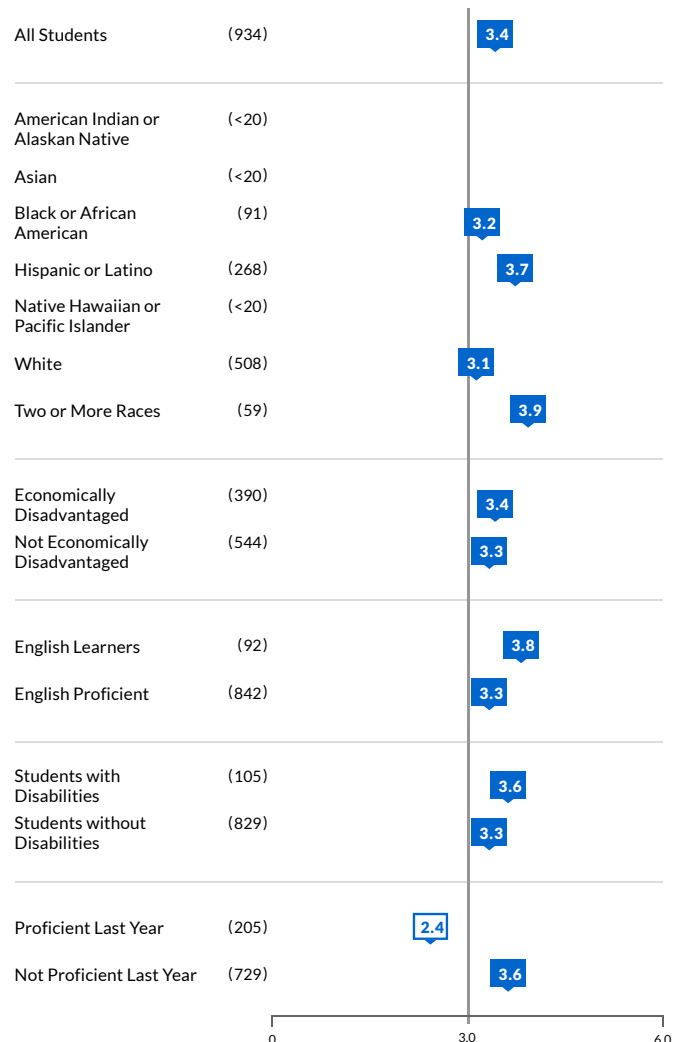 All Students (934) 3.4
American Indian or (<20)
Alaskan Native
Asian (<20)
Black or African (91) 3.2
American
Hispanic or Latino (268) 3.7
Native Hawaiian or (<20)
Pacific Islander
White (508) 3.1
Two or More Races (59) 3.9
Economically (390) 3.4
Disadvantaged
Not Economically (544) 3.3
Disadvantaged
English Learners (92) 3.8
English Proficient (842) 3.3
Students with (105) 3.6
Disabilities
Students without (829) 3.3
Disabilities
Proficient Last Year (205) 2.4
Not Proficient Last Year (729) 3.6
0 3.0 6.0